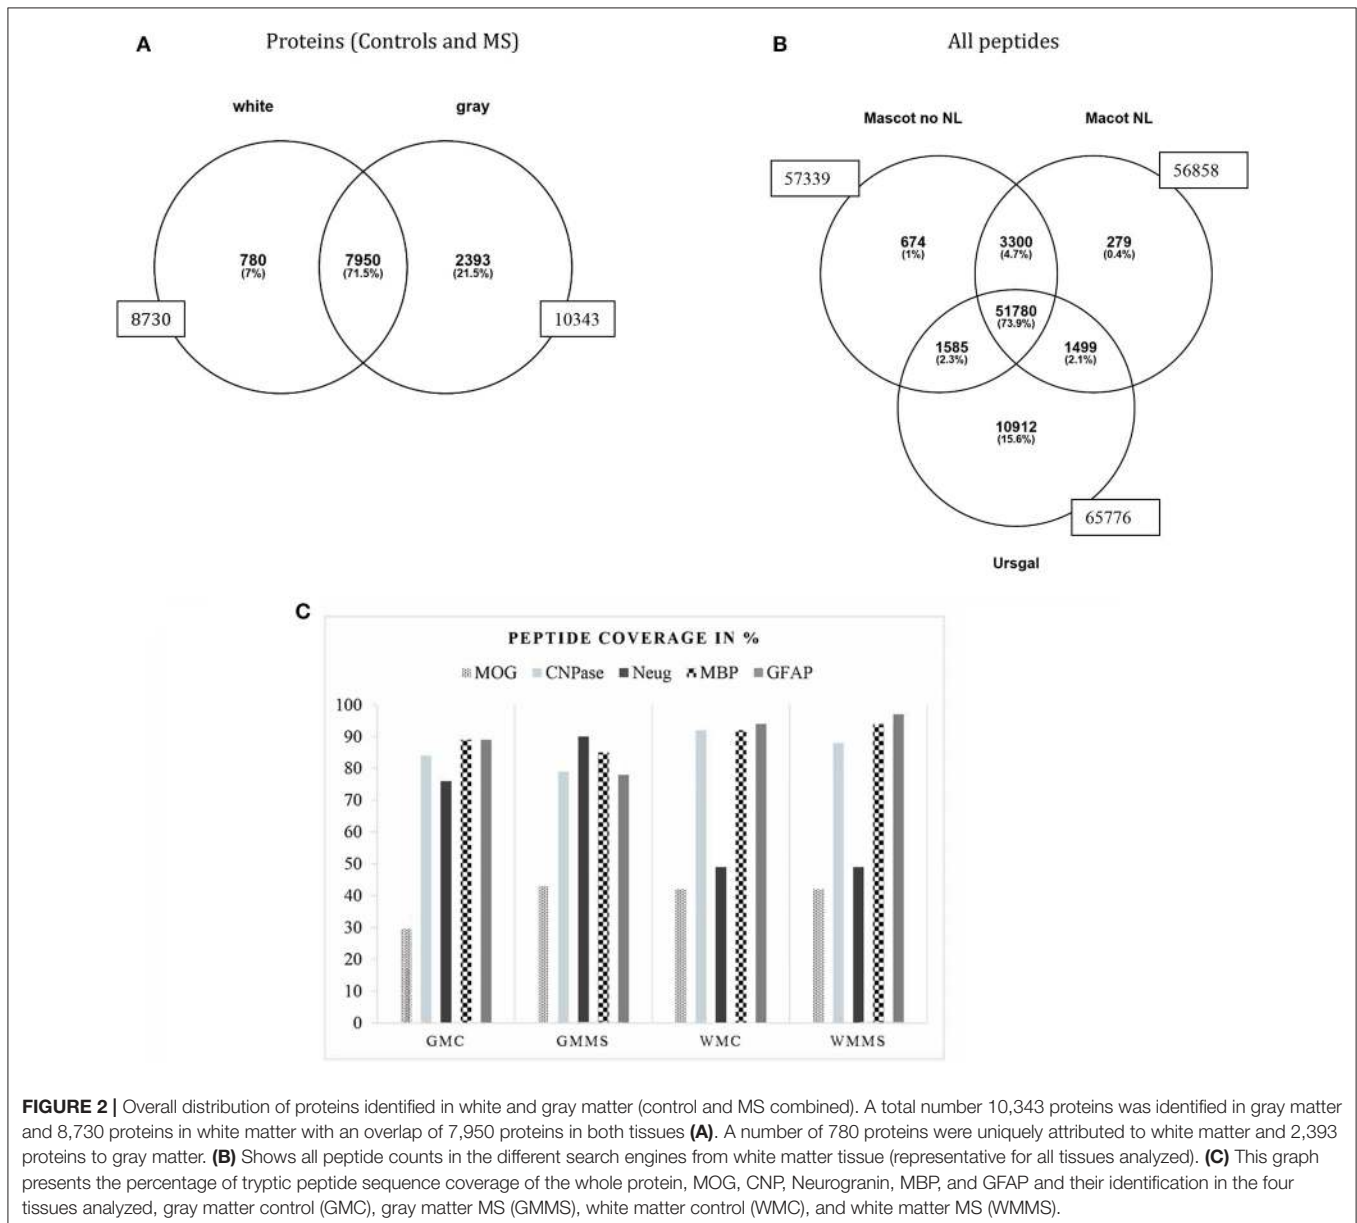 A Proteins (Controls and MS)
white gray
780 7950 2393
(7%) (71.5%) (21.5%)
8730 10343
B All peptides
Mascot no NL Macot NL
57339 56858
674 3300 279
(1%) (4.7%) (0.4%)
51780
(73.9%)
1585 1499
(2.3%) (2.1%)
10912
(15.6%)
65776
Ursgal
C
PEPTIDE COVERAGE IN %
MOG CNPase Neug MBP GFAP
100
90
80
70
60
50
40
30
20
10
0
GMC GMMS WMC WMMS
FIGURE 2 | Overall distribution of proteins identified in white and gray matter (control and MS combined). A total number 10,343 proteins was identified in gray matter
and 8,730 proteins in white matter with an overlap of 7,950 proteins in both tissues (A). A number of 780 proteins were uniquely attributed to white matter and 2,393
proteins to gray matter. (B) Shows all peptide counts in the different search engines from white matter tissue (representative for all tissues analyzed). (C) This graph
presents the percentage of tryptic peptide sequence coverage of the whole protein, MOG, CNP, Neurogranin, MBP, and GFAP and their identification in the four
tissues analyzed, gray matter control (GMC), gray matter MS (GMMS), white matter control (WMC), and white matter MS (WMMS).